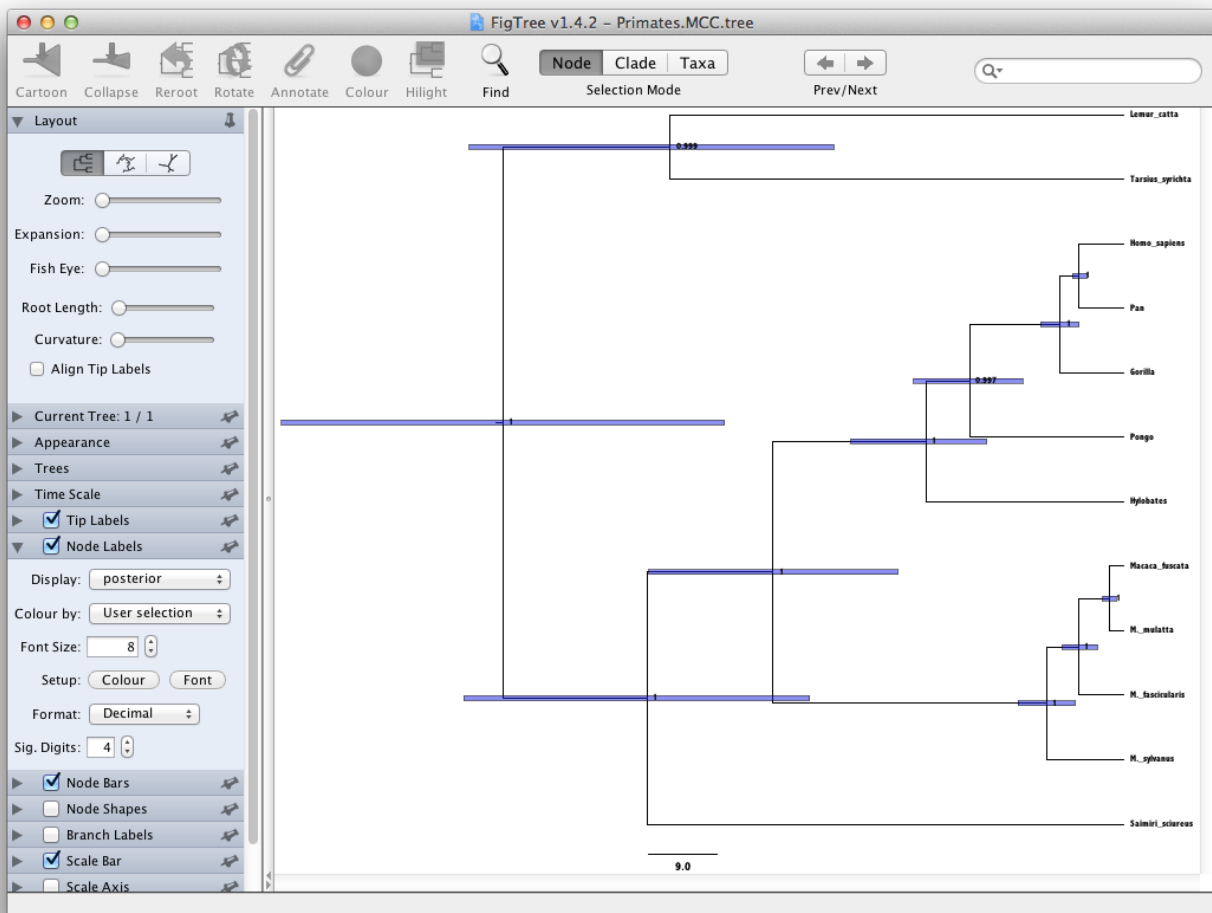 FigTree v1.4.2 – Primates.MCC.tree
Cartoon Collapse Reroot Rotate Annotate Colour Hilight Find
Node Clade Taxa
Selection Mode
Prev/Next
Layout
Zoom:
Expansion:
Fish Eye:
Root Length:
Curvature:
Align Tip Labels
Current Tree: 1 / 1
Appearance
Trees
Time Scale
Tip Labels
Node Labels
Display: posterior
Colour by: User selection
Font Size: 8
Setup: Colour Font
Format: Decimal
Sig. Digits: 4
Node Bars
Node Shapes
Branch Labels
Scale Bar
Scale Axis
Lemur_catta
0.999
Tarsius_syrichta
Homo_sapiens
1
Pan
1
Gorilla
0.997
1
Pongo
1
Hylobates
Macaca_fuscata
1
1
M._mulatta
1
M._fascicularis
1
1
M._sylvanus
Saimiri_sciureus
9.0